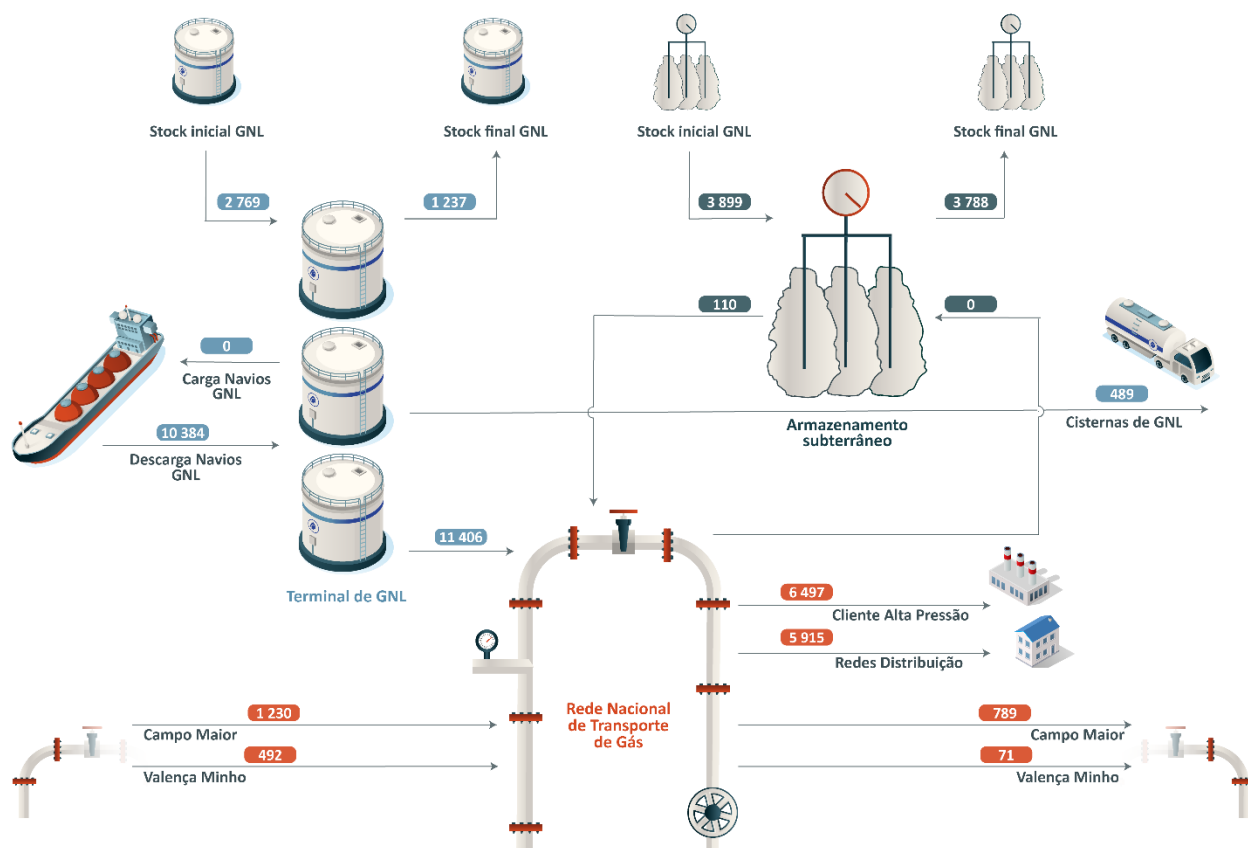 Stock inicial GNL
Stock final GNL
Stock inicial GNL
Stock final GNL
2 769
1 237
3 899
3 788
110
0
0
Carga Navios
GNL
10 384
Descarga Navios
GNL
489
Cisternas de GNL
Armazenamento
subterrâneo
11 406
Terminal de GNL
6 497
Cliente Alta Pressão
5 915
Redes Distribuição
Rede Nacional
de Transporte
de Gás
1 230
Campo Maior
492
Valença Minho
789
Campo Maior
71
Valença Minho